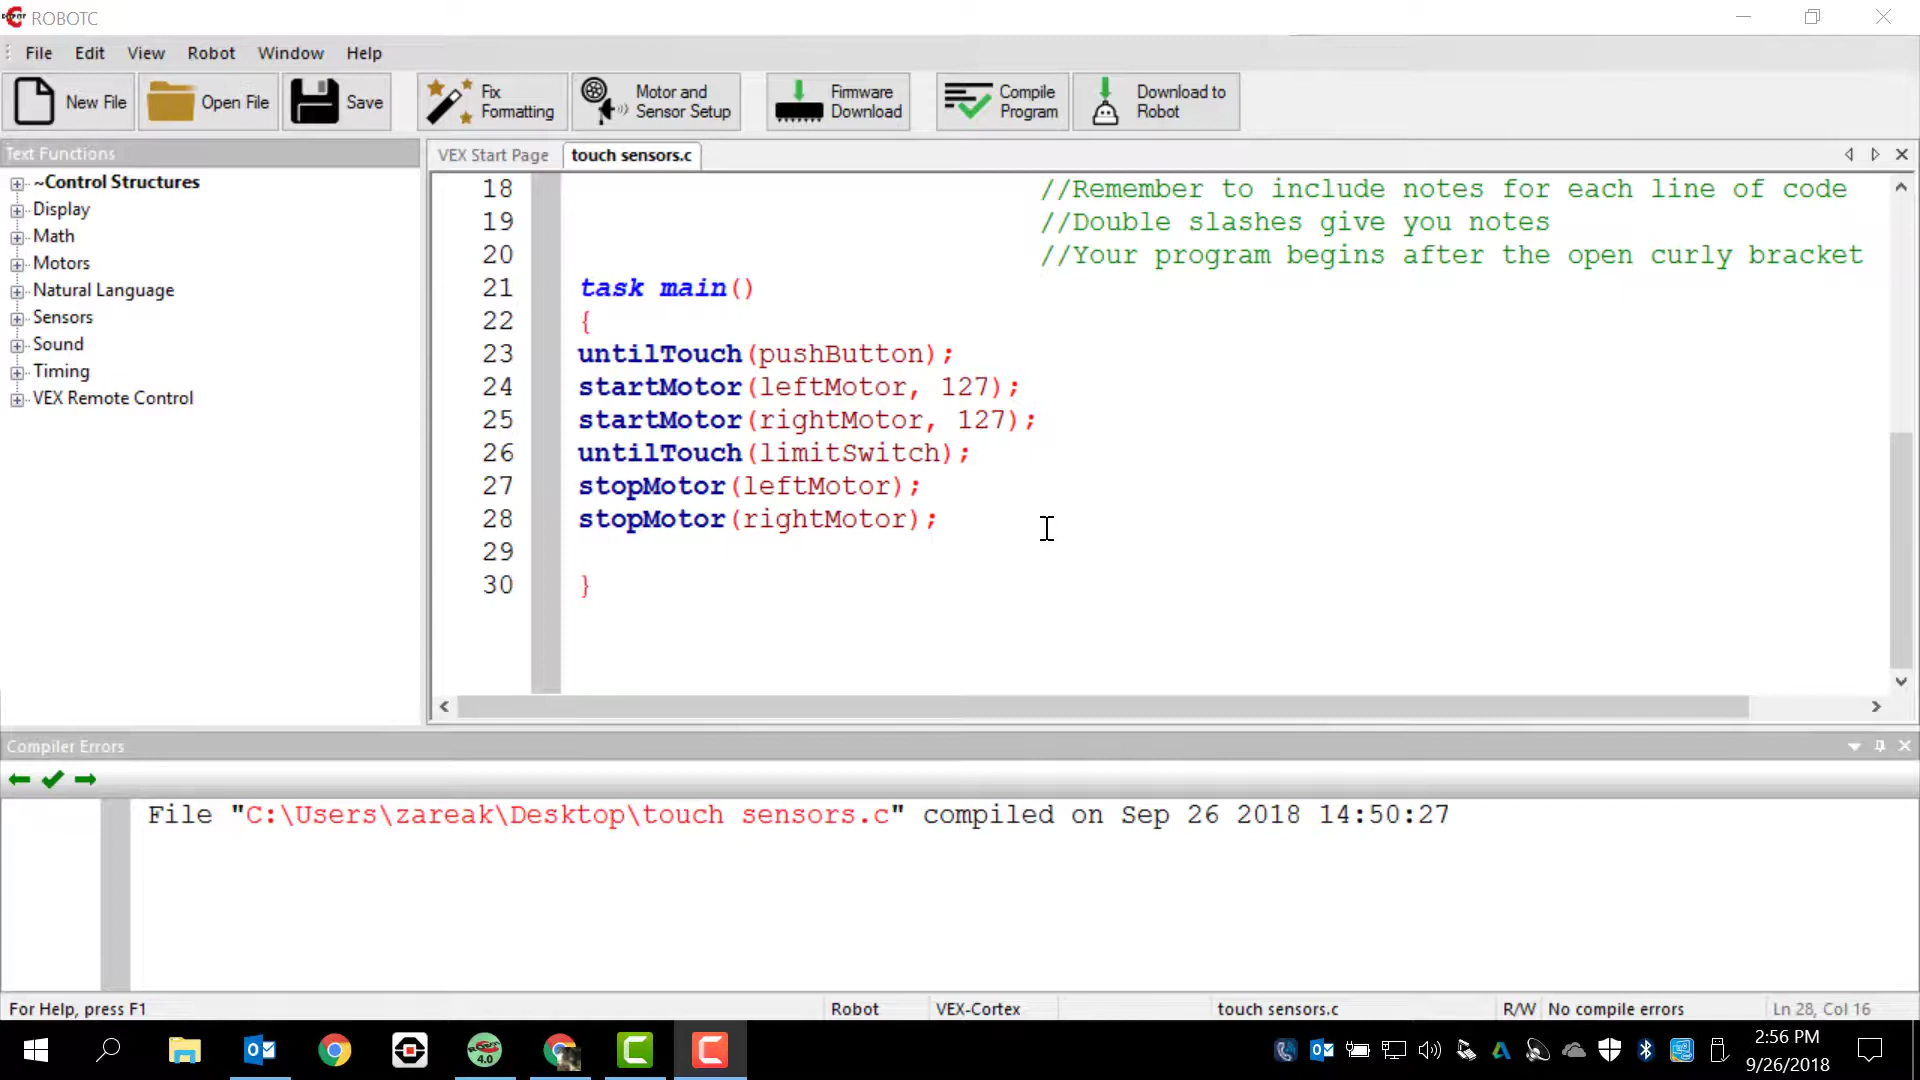 ROBOTC
File Edit View Robot Window Help
New File Open File Save Fix Formatting Motor and Sensor Setup Firmware Download Compile Program Download to Robot
Text Functions
~Control Structures
Display
Math
Motors
Natural Language
Sensors
Sound
Timing
VEX Remote Control
VEX Start Page touch sensors.c
18 //Remember to include notes for each line of code
19 //Double slashes give you notes
20 //Your program begins after the open curly bracket
21 task main()
22 {
23 untilTouch(pushButton);
24 startMotor(leftMotor, 127);
25 startMotor(rightMotor, 127);
26 untilTouch(limitSwitch);
27 stopMotor(leftMotor);
28 stopMotor(rightMotor);
29
30 }
Compiler Errors
File "C:\Users\zareak\Desktop\touch sensors.c" compiled on Sep 26 2018 14:50:27
For Help, press F1 Robot VEX-Cortex touch sensors.c R/W No compile errors Ln 28, Col 16
4.0
2:56 PM
9/26/2018